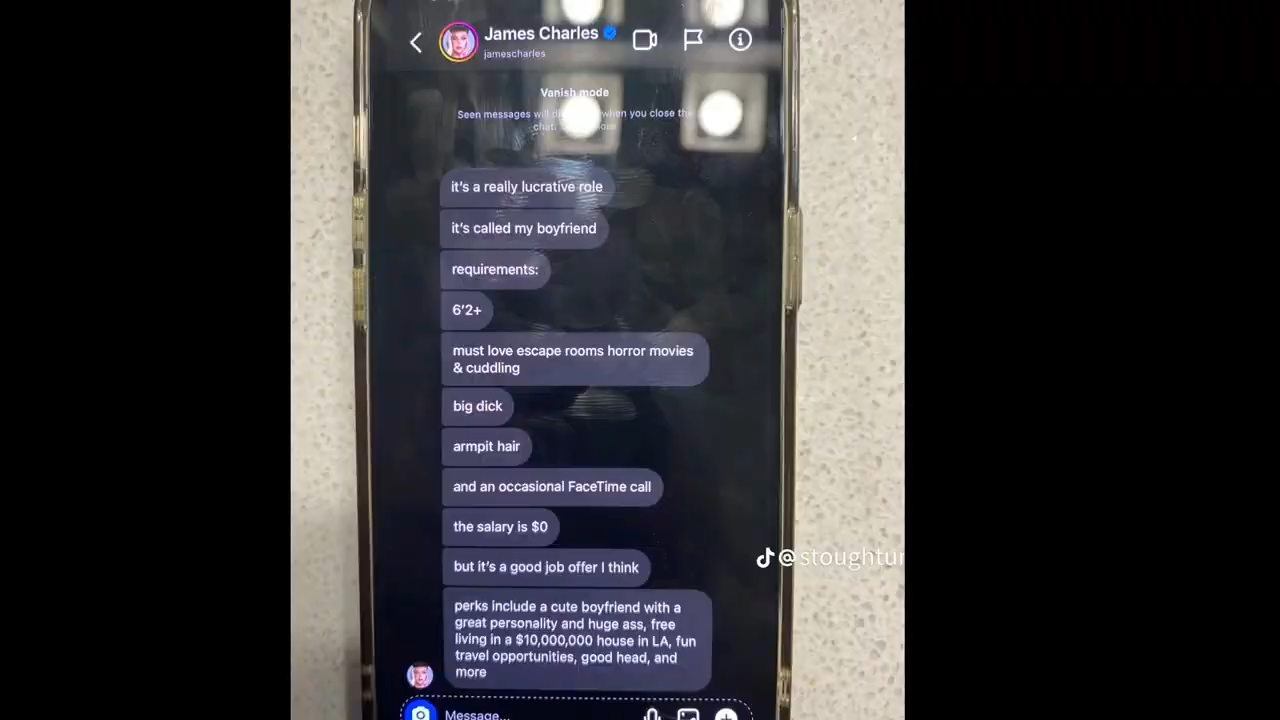 James Charles
jamescharles
Vanish mode
Seen messages will when you close the
chat.
it's a really lucrative role
it's called my boyfriend
requirements:
6'2+
must love escape rooms horror movies
& cuddling
big dick
armpit hair
and an occasional FaceTime call
the salary is $0
but it's a good job offer I think
perks include a cute boyfriend with a
great personality and huge ass, free
living in a $10,000,000 house in LA, fun
travel opportunities, good head, and
more
Message...
@stoughtur